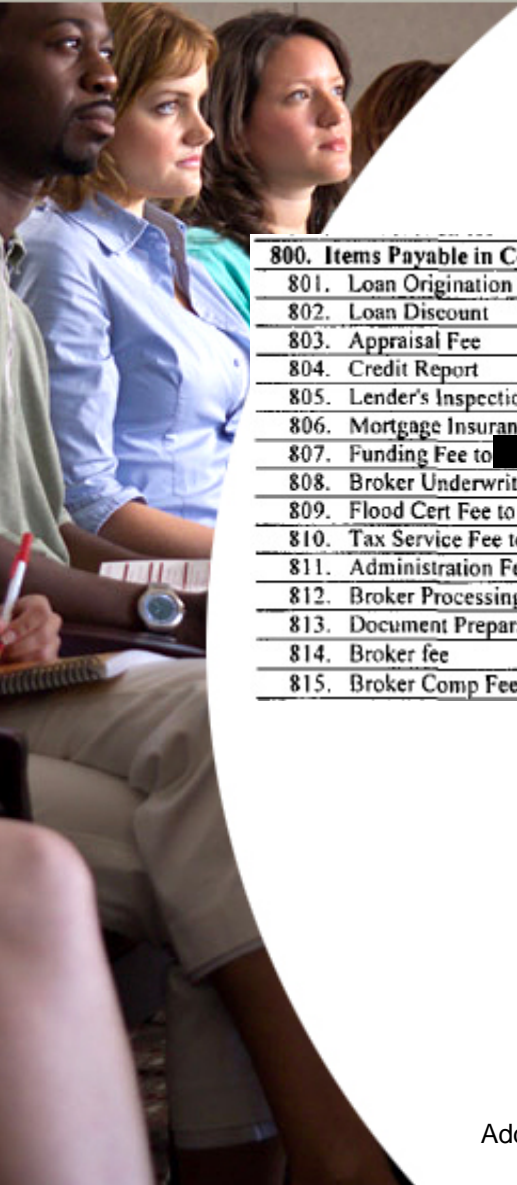 800. Items Payable in C
801. Loan Origination
802. Loan Discount
803. Appraisal Fee
804. Credit Report
805. Lender's Inspectio
806. Mortgage Insuran
807. Funding Fee to
808. Broker Underwrit
809. Flood Cert Fee to
810. Tax Service Fee t
811. Administration Fe
812. Broker Processing
813. Document Prepar
814. Broker fee
815. Broker Comp Fee
Add